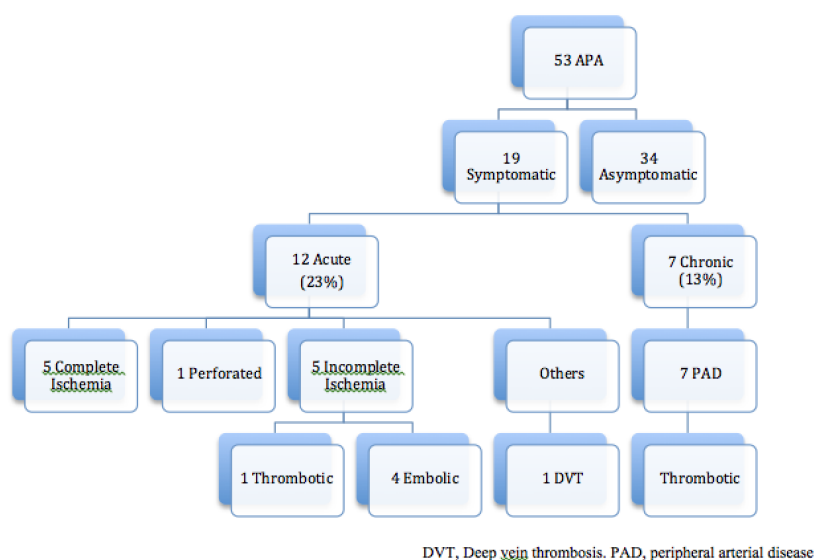 53 APA
19
Symptomatic
34
Asymptomatic
12 Acute
(23%)
7 Chronic
(13%)
5 Complete
Ischemia
1 Perforated
5 Incomplete
Ischemia
Others
7 PAD
1 Thrombotic
4 Embolic
1 DVT
Thrombotic
DVT, Deep vein thrombosis. PAD, peripheral arterial disease